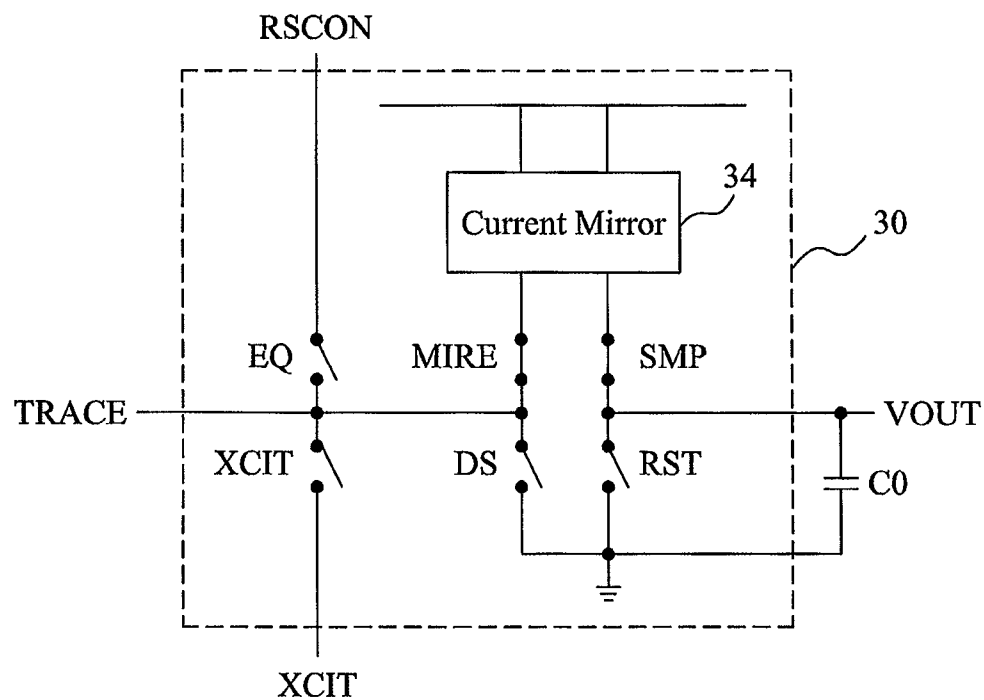 RSCON
34
Current Mirror
30
EQ
MIRE
SMP
TRACE
VOUT
XCIT
DS
RST
C0
XCIT